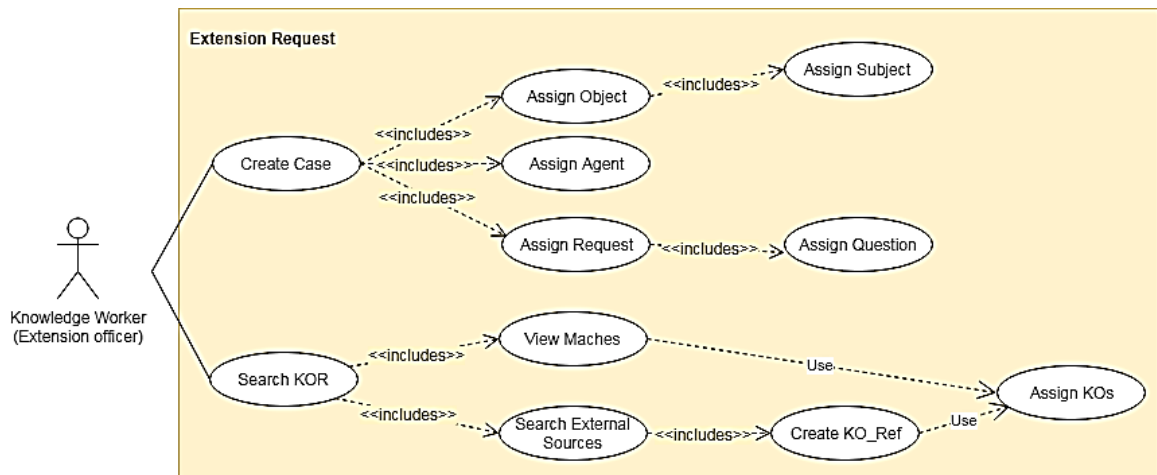 Extension Request
Assign Subject
<<includes>>
Assign Object
<<includes>>
Create Case
<<includes>>
Assign Agent
<<includes>>
Assign Request
<<includes>>
Assign Question
Knowledge Worker
(Extension officer)
View Maches
<<includes>>
Use
Search KOR
Assign KOs
<<includes>>
Search External
Sources
<<includes>>
Create KO_Ref
Use